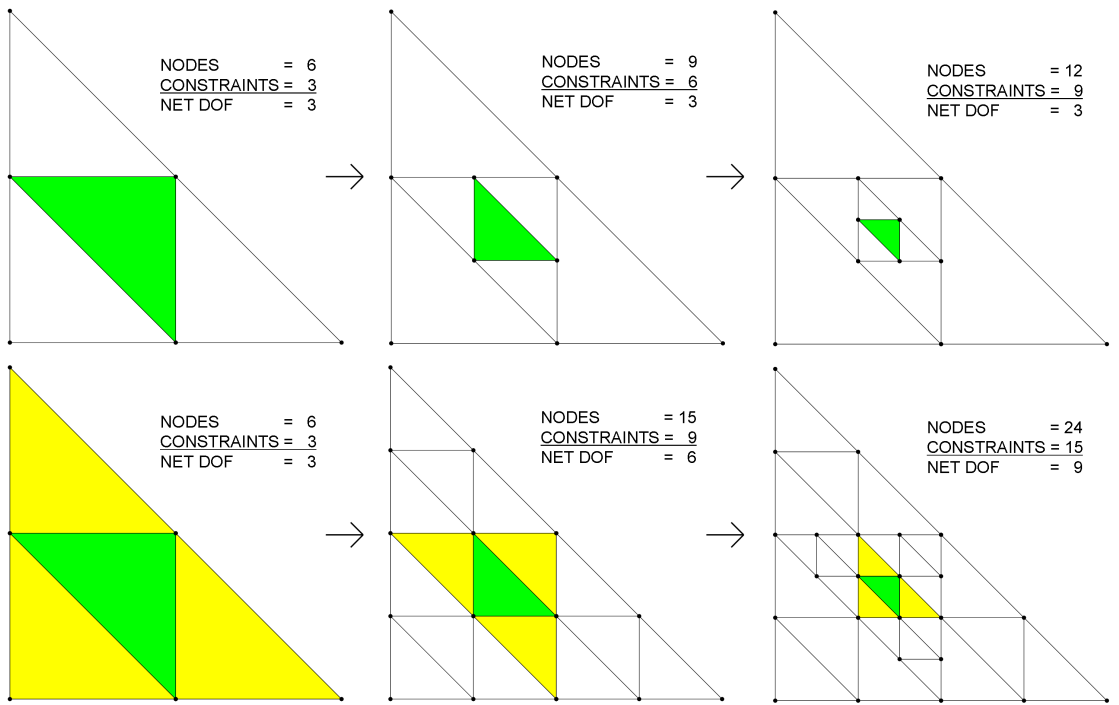 NODES = 6
CONSTRAINTS = 3
NET DOF = 3
NODES = 9
CONSTRAINTS = 6
NET DOF = 3
NODES = 12
CONSTRAINTS = 9
NET DOF = 3
NODES = 6
CONSTRAINTS = 3
NET DOF = 3
NODES = 15
CONSTRAINTS = 9
NET DOF = 6
NODES = 24
CONSTRAINTS = 15
NET DOF = 9